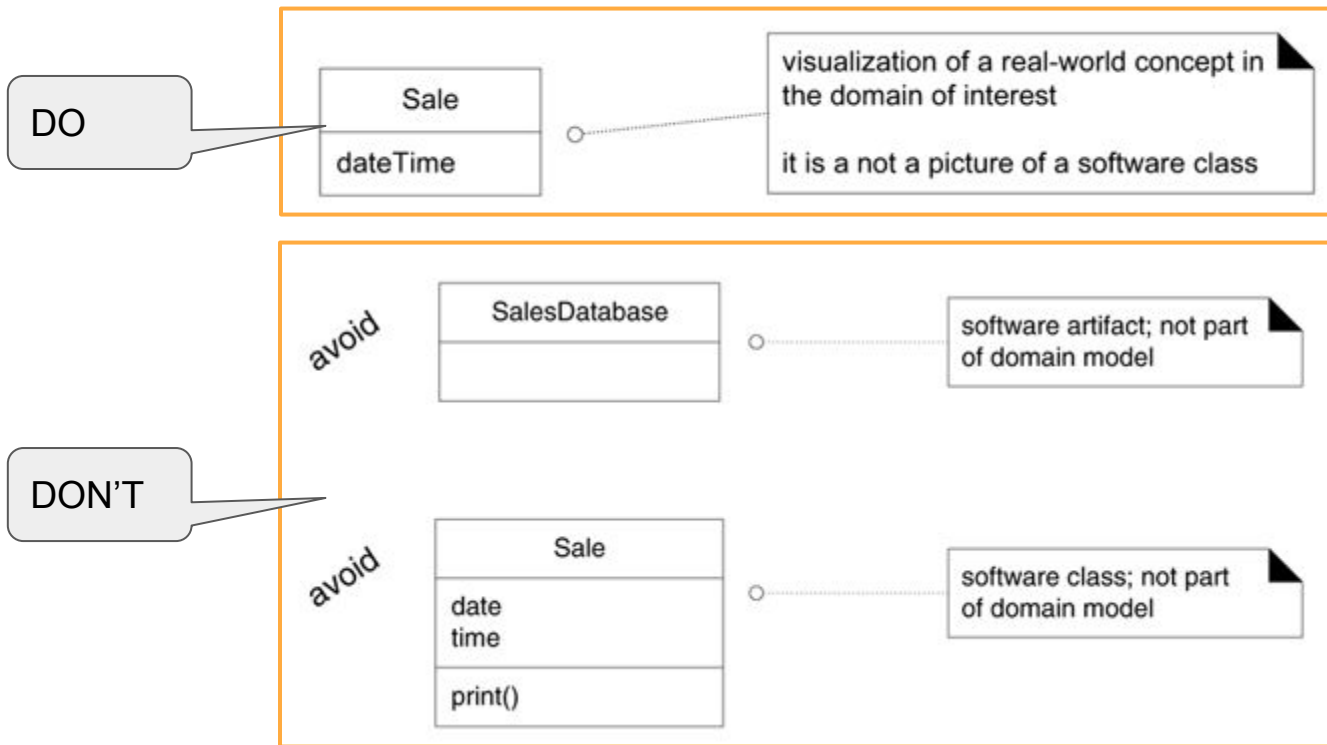 DO
Sale
dateTime
visualization of a real-world concept in
the domain of interest
it is a not a picture of a software class
DON'T
avoid
SalesDatabase
software artifact; not part
of domain model
avoid
Sale
date
time
print()
software class; not part
of domain model